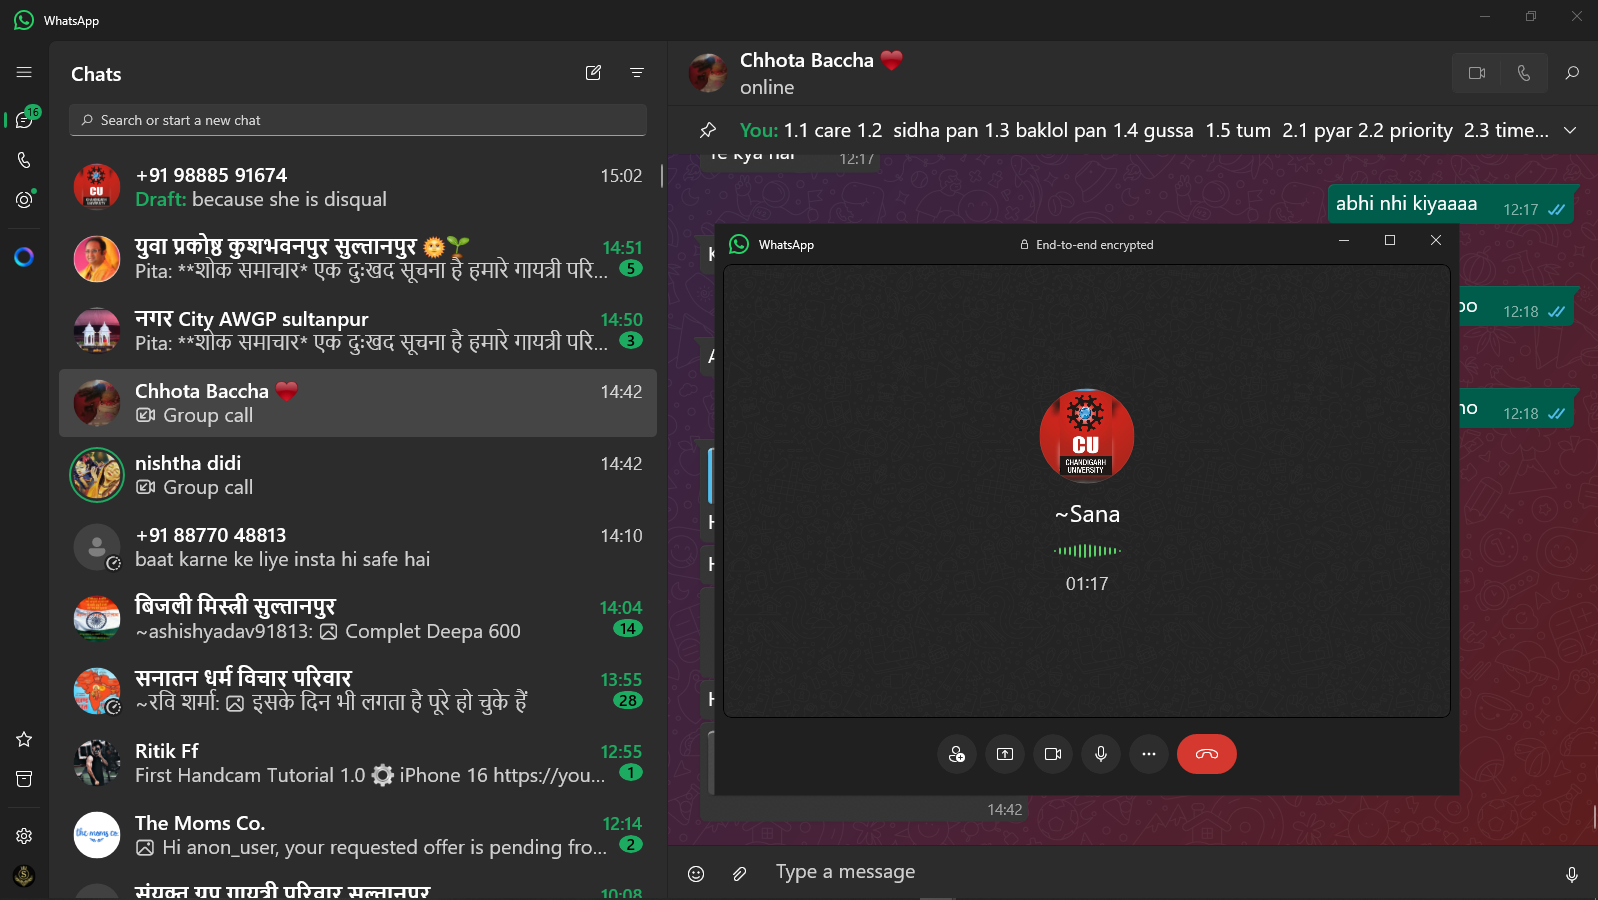 WhatsApp
16
Chats
Search or start a new chat
+91 98885 91674
15:02
Draft: because she is disqual
युवा प्रकोष्ठ कुशभवनपुर सुल्तानपुर 🌞🌱
14:51
Pita: **शोक समाचार* एक दुःखद सूचना है हमारे गायत्री परि...
5
नगर City AWGP sultanpur
14:50
Pita: **शोक समाचार* एक दुःखद सूचना है हमारे गायत्री परि...
3
Chhota Baccha ❤️
14:42
Group call
nishtha didi
14:42
Group call
+91 88770 48813
14:10
baat karne ke liye insta hi safe hai
बिजली मिस्त्री सुल्तानपुर
14:04
~ashishyadav91813: Complet Deepa 600
14
सनातन धर्म विचार परिवार
13:55
~रवि शर्मा: इसके दिन भी लगता है पूरे हो चुके हैं
28
Ritik Ff
12:55
First Handcam Tutorial 1.0 ⚙️ iPhone 16 https://you...
1
The Moms Co.
12:14
Hi anon_user, your requested offer is pending fro...
2
संयुक्त ग्रुप गायत्री परिवार सुल्तानपुर
10:08
Chhota Baccha ❤️
online
You: 1.1 care 1.2 sidha pan 1.3 baklol pan 1.4 gussa 1.5 tum 2.1 pyar 2.2 priority 2.3 time...
Ye kya hai
12:17
abhi nhi kiyaaaa
12:17
12:18
12:18
WhatsApp
End-to-end encrypted
CU
CHANDIGARH
UNIVERSITY
~Sana
01:17
14:42
Type a message